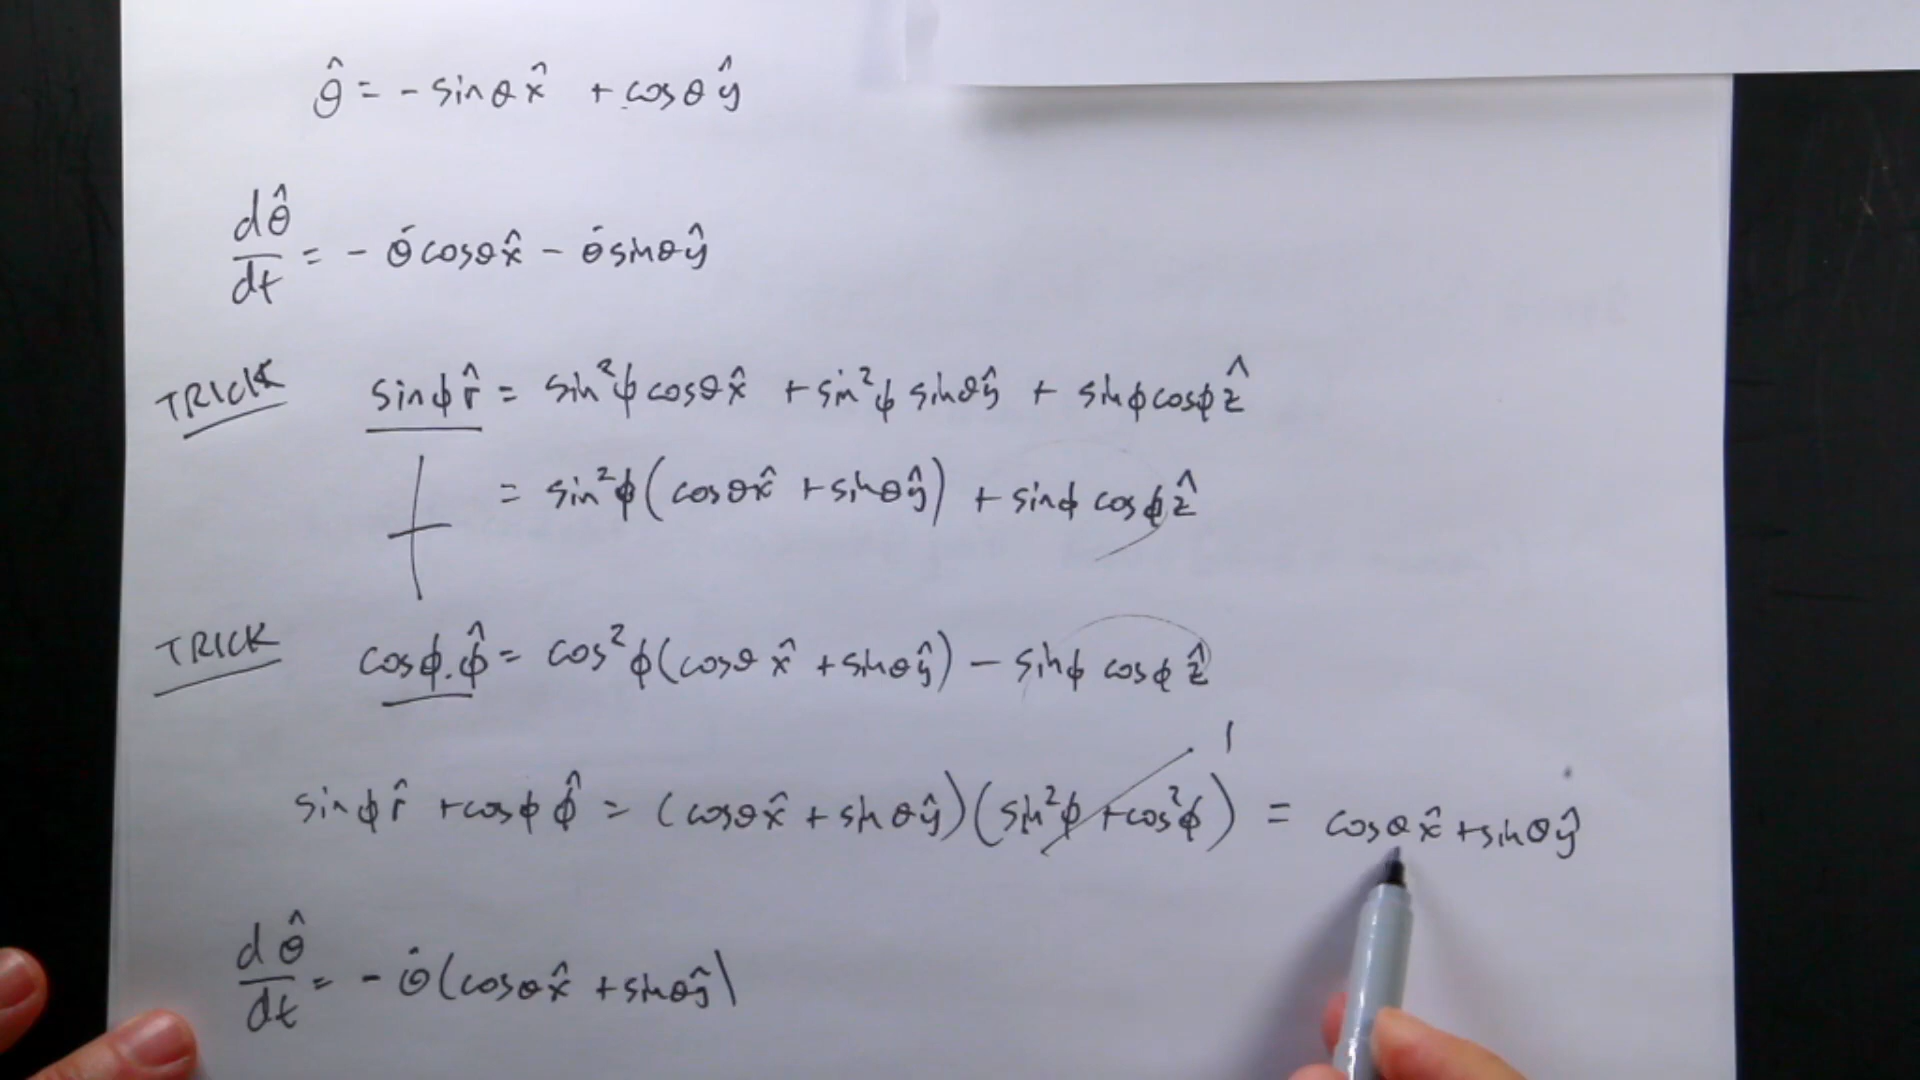 θ̂ = - sinθ x̂ + cosθ ŷ
dθ̂/dt = - θ̇ cosθ x̂ - θ̇ sinθ ŷ
TRICK sinϕ r̂ = sin²ϕ cosθ x̂ + sin²ϕ sinθ ŷ + sinϕ cosϕ ẑ
= sin²ϕ (cosθ x̂ + sinθ ŷ) + sinϕ cosϕ ẑ
+
TRICK cosϕ . ϕ̂ = cos²ϕ (cosθ x̂ + sinθ ŷ) - sinϕ cosϕ ẑ
sinϕ r̂ + cosϕ ϕ̂ = (cosθ x̂ + sinθ ŷ)(sin²ϕ + cos²ϕ) 1 = cosθ x̂ + sinθ ŷ
dθ̂/dt = - θ̇ (cosθ x̂ + sinθ ŷ)